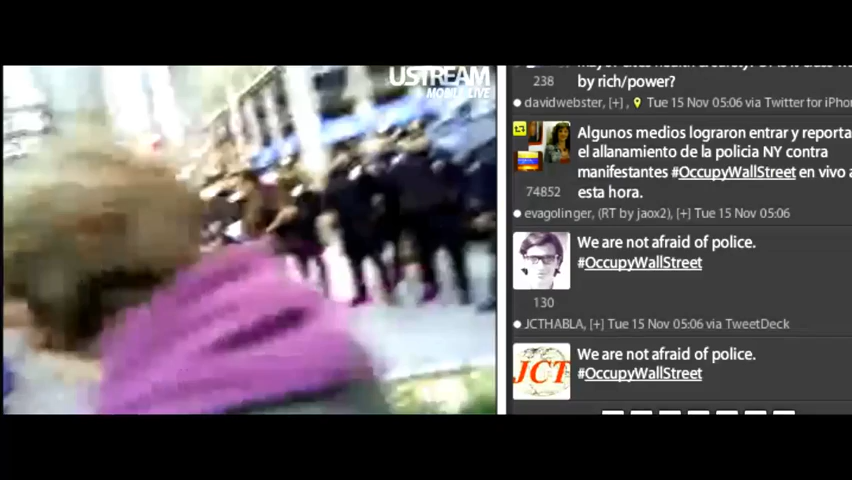 USTREAM
MOBILE LIVE
by rich/power?
238
davidwebster, [+] , Tue 15 Nov 05:06 via Twitter for iPhon
Algunos medios lograron entrar y reporta
el allanamiento de la policia NY contra
manifestantes #OccupyWallStreet en vivo a
esta hora.
74852
evagolinger, (RT by jaox2), [+] Tue 15 Nov 05:06
We are not afraid of police.
#OccupyWallStreet
130
JCTHABLA, [+] Tue 15 Nov 05:06 via TweetDeck
We are not afraid of police.
#OccupyWallStreet
JCT